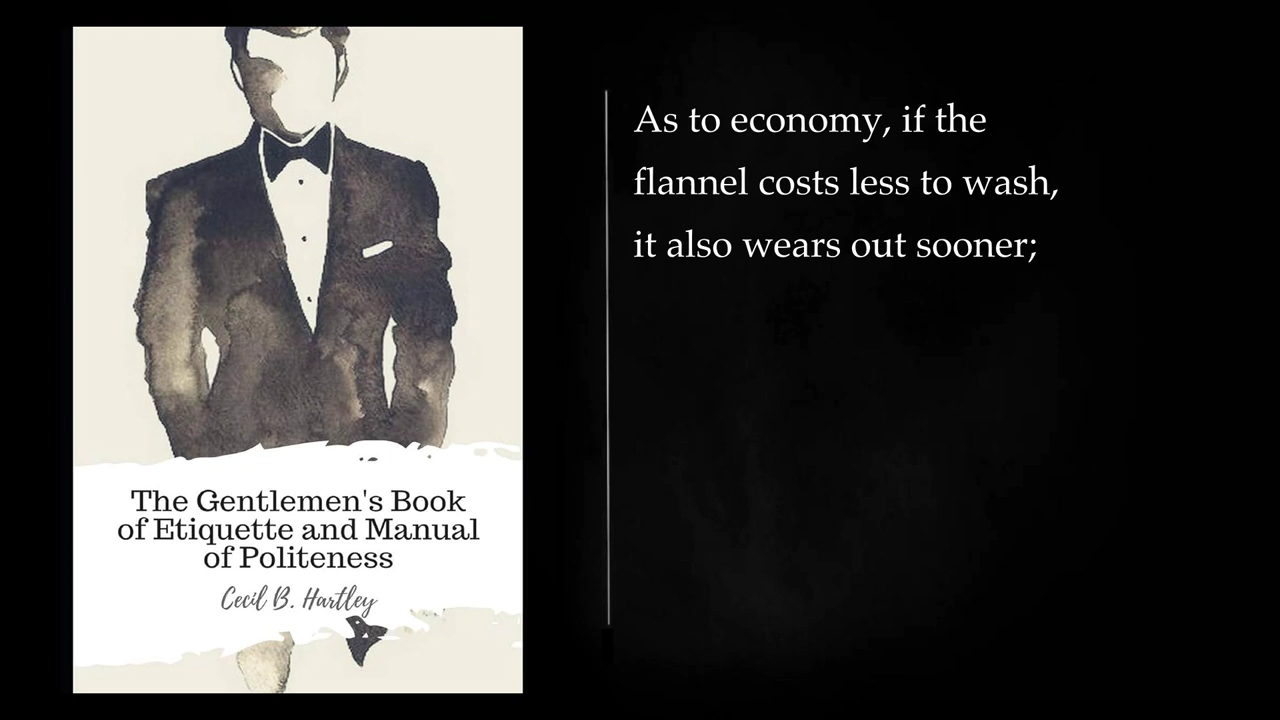 The Gentlemen's Book
of Etiquette and Manual
of Politeness
Cecil B. Hartley
As to economy, if the
flannel costs less to wash,
it also wears out sooner;